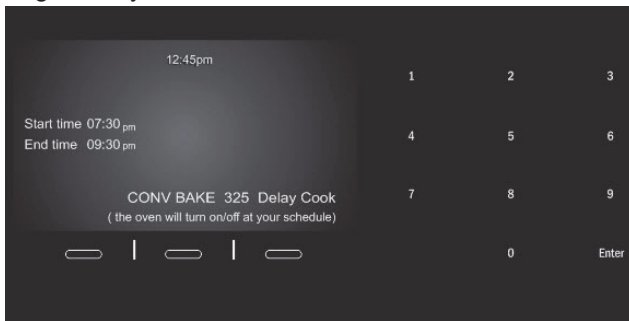 12:45pm
Start time 07:30 pm
End time 09:30 pm
CONV BAKE 325 Delay Cook
( the oven will turn on/off at your schedule)
1 2 3
4 5 6
7 8 9
0 Enter